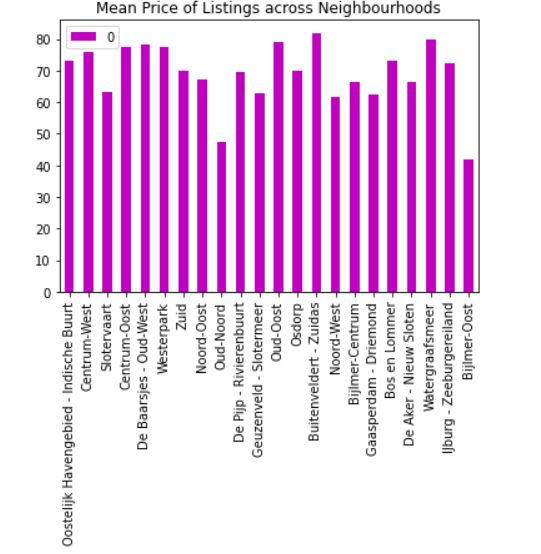 Mean Price of Listings across Neighbourhoods
0
80
70
60
50
40
30
20
10
0
Oostelijk Havengebied - Indische Buurt
Centrum-West
Slotervaart
Centrum-Oost
De Baarsjes - Oud-West
Westerpark
Zuid
Noord-Oost
Oud-Noord
De Pijp - Rivierenbuurt
Geuzenveld - Slotermeer
Oud-Oost
Osdorp
Buitenveldert - Zuidas
Noord-West
Bijlmer-Centrum
Gaasperdam - Driemond
Bos en Lommer
De Aker - Nieuw Sloten
Watergraafsmeer
IJburg - Zeeburgereiland
Bijlmer-Oost